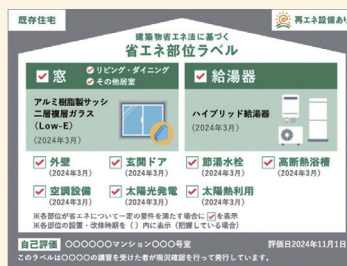 既存住宅
再エネ設備あり
建築物省エネ法に基づく
省エネ部位ラベル
窓
リビング・ダイニング
その他居室
給湯器
アルミ樹脂製サッシ
二層複層ガラス
(Low-E)
(2024年3月)
ハイブリッド給湯器
(2024年3月)
外壁
(2024年3月)
玄関ドア
(2024年3月)
節湯水栓
(2024年3月)
高断熱浴槽
(2024年3月)
空調設備
(2024年3月)
太陽光発電
(2024年3月)
太陽熱利用
(2024年3月)
※各部位が省エネについて一定の要件を満たす場合に を表示
※各部位の設置・改修時期を ( ) 内に表示 (把握している場合)
自己評価 〇〇〇〇〇〇マンション〇〇〇号室 評価日2024年11月1日
このラベルは〇〇〇〇の講習を受けた者が現況確認を行って発行しています。